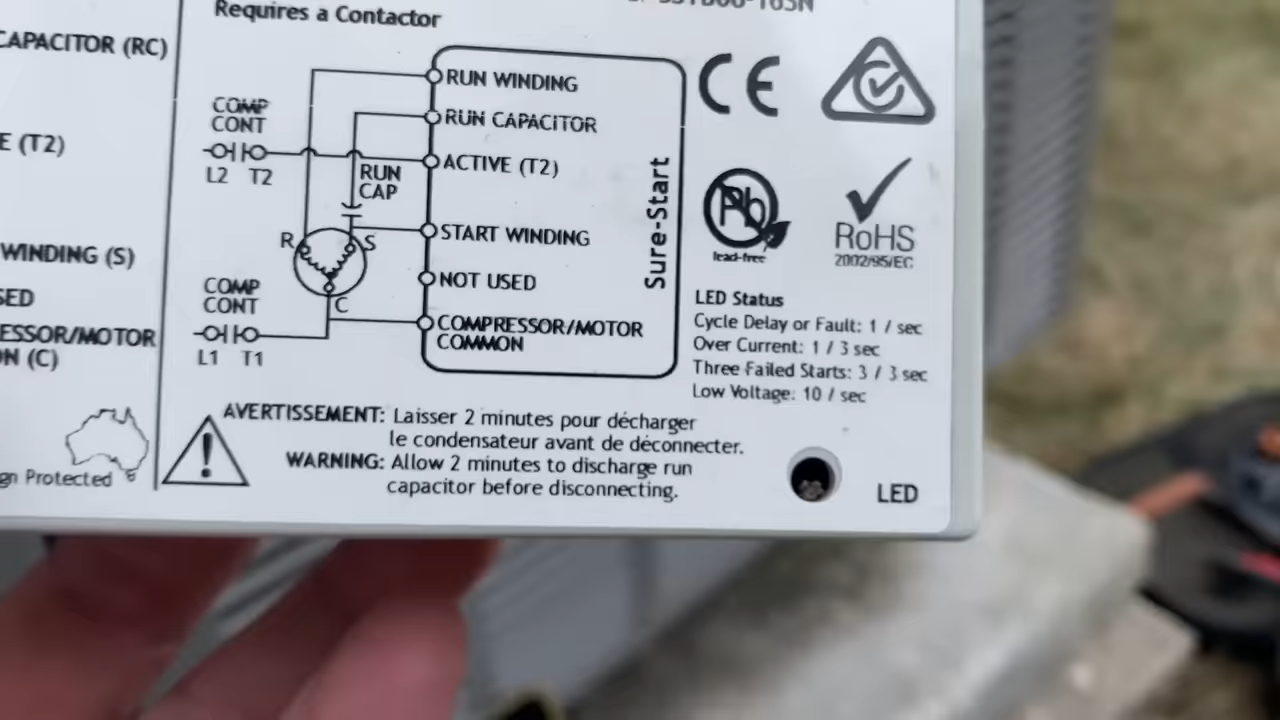 Requires a Contactor
CAPACITOR (RC)
E (T2)
WINDING (S)
SED
ESSOR/MOTOR
N (C)
gn Protected
COMP
CONT
L2 T2
RUN
CAP
R
S
C
COMP
CONT
L1 T1
RUN WINDING
RUN CAPACITOR
ACTIVE (T2)
START WINDING
NOT USED
COMPRESSOR/MOTOR
COMMON
Sure-Start
CE
Pb
lead-free
RoHS
2002/95/EC
LED Status
Cycle Delay or Fault: 1 / sec
Over Current: 1 / 3 sec
Three Failed Starts: 3 / 3 sec
Low Voltage: 10 / sec
AVERTISSEMENT: Laisser 2 minutes pour décharger
le condensateur avant de déconnecter.
WARNING: Allow 2 minutes to discharge run
capacitor before disconnecting.
LED